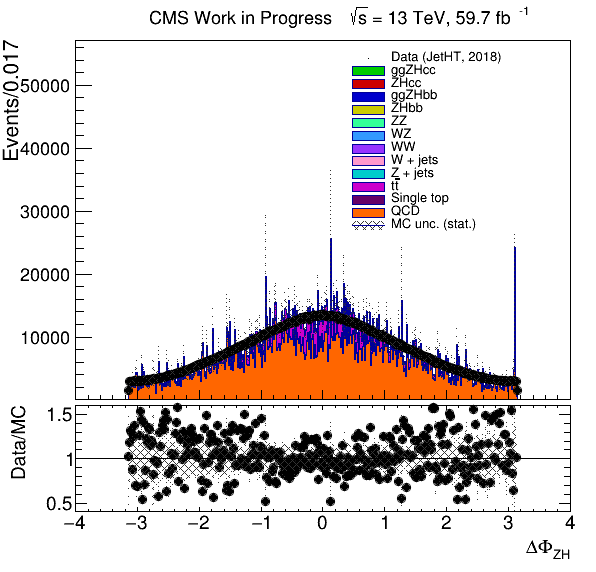 CMS Work in Progress √s = 13 TeV, 59.7 fb -1
Events/0.017
50000
40000
30000
20000
10000
Data (JetHT, 2018)
ggZHcc
ZHcc
ggZHbb
ZHbb
ZZ
WZ
WW
W + jets
Z + jets
tt̅
Single top
QCD
MC unc. (stat.)
Data/MC
1.5
1
0.5
−4 −3 −2 −1 0 1 2 3 4
ΔΦZH